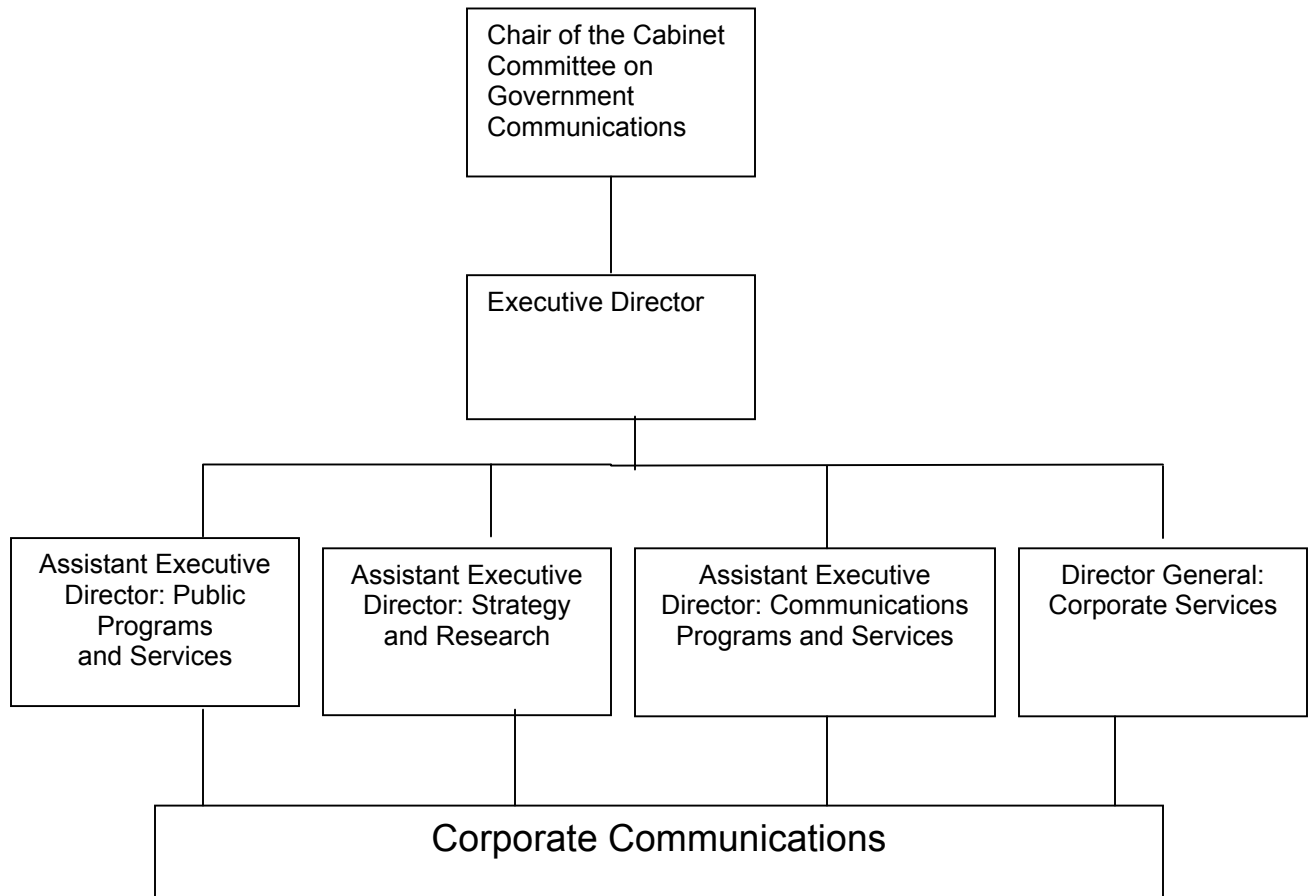 Chair of the Cabinet
Committee on
Government
Communications
Executive Director
Assistant Executive
Director: Public
Programs
and Services
Assistant Executive
Director: Strategy
and Research
Assistant Executive
Director: Communications
Programs and Services
Director General:
Corporate Services
Corporate Communications